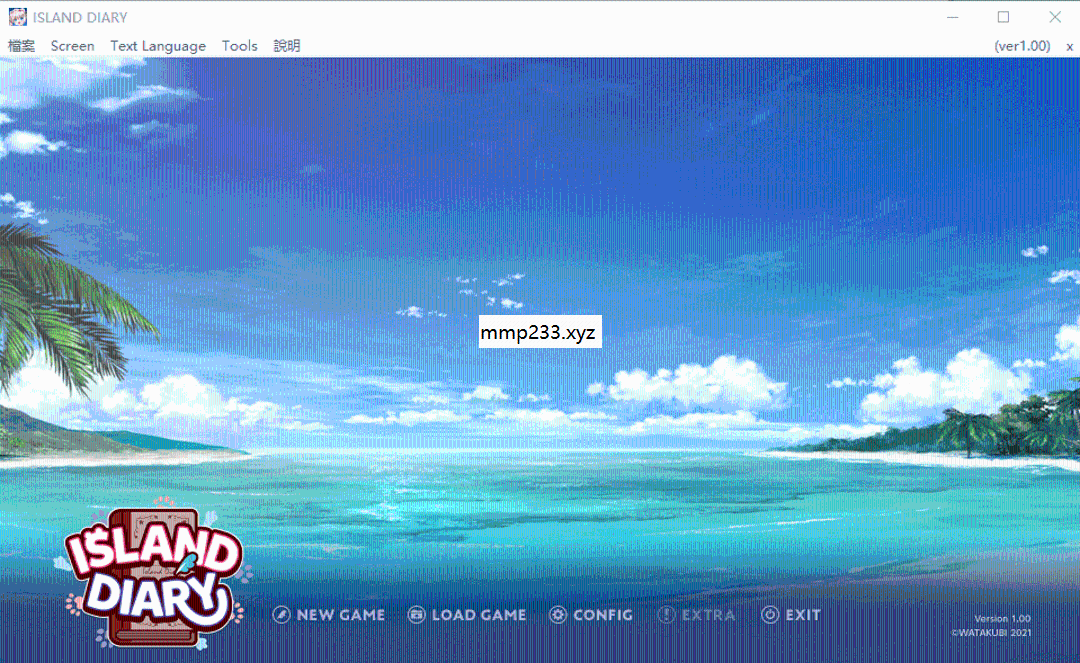 ISLAND DIARY
檔案 Screen Text Language Tools 說明 (ver1.00) x
mmp233.xyz
ISLAND
DIARY
NEW GAME LOAD GAME CONFIG EXTRA EXIT
Version 1.00
©WATAKUBI 2021